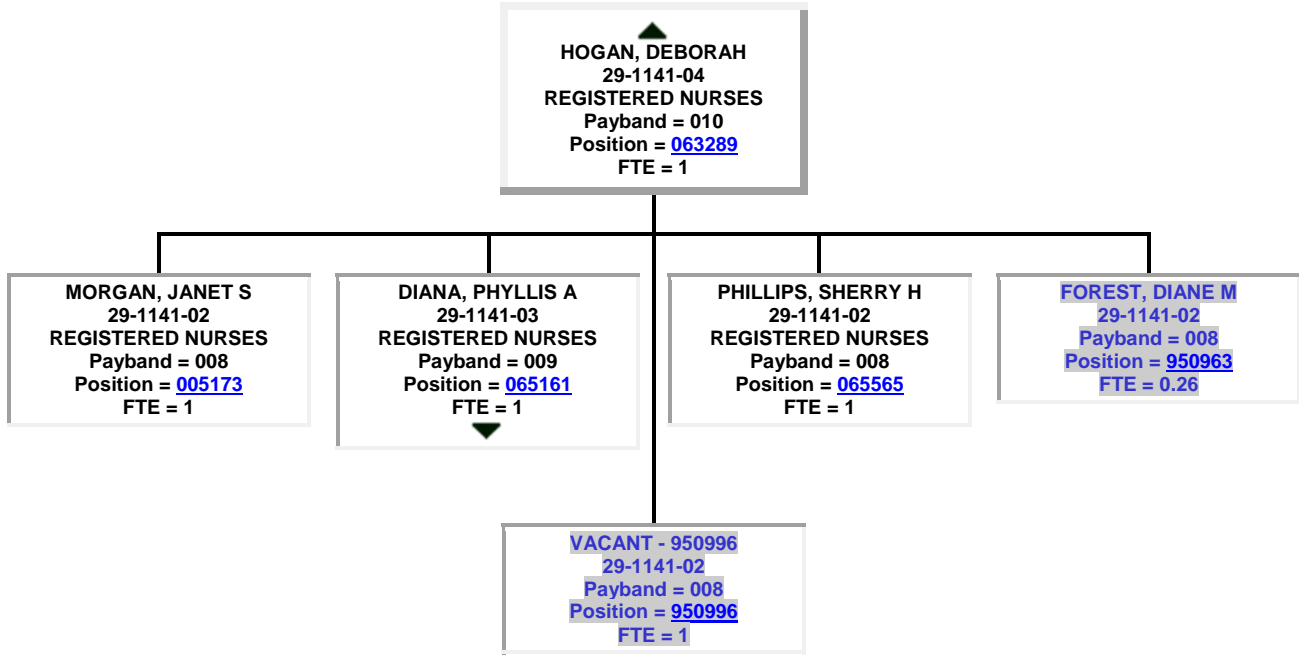 HOGAN, DEBORAH
29-1141-04
REGISTERED NURSES
Payband = 010
Position = 063289
FTE = 1
MORGAN, JANET S
29-1141-02
REGISTERED NURSES
Payband = 008
Position = 005173
FTE = 1
DIANA, PHYLLIS A
29-1141-03
REGISTERED NURSES
Payband = 009
Position = 065161
FTE = 1
PHILLIPS, SHERRY H
29-1141-02
REGISTERED NURSES
Payband = 008
Position = 065565
FTE = 1
FOREST, DIANE M
29-1141-02
Payband = 008
Position = 950963
FTE = 0.26
VACANT - 950996
29-1141-02
Payband = 008
Position = 950996
FTE = 1